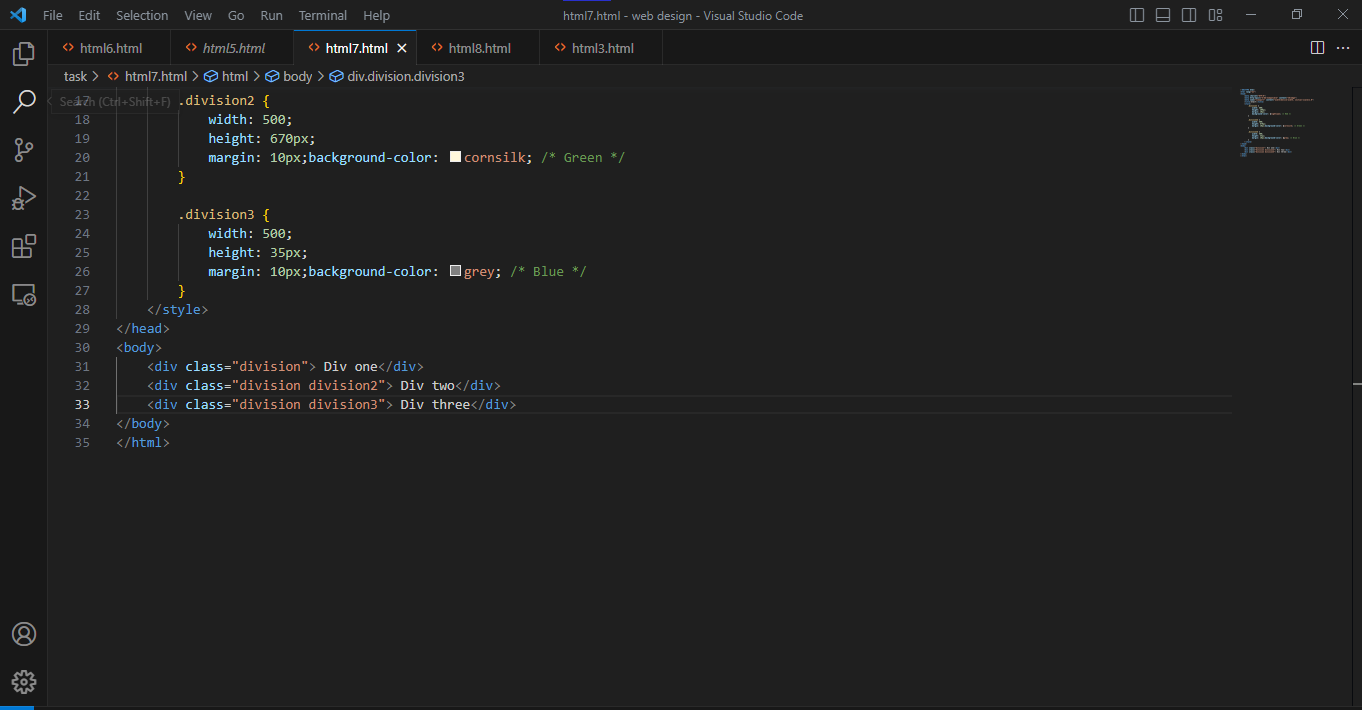 File Edit Selection View Go Run Terminal Help html7.html - web design - Visual Studio Code
html6.html html5.html html7.html html8.html html3.html
task > html7.html > html > body > div.division.division3
Search (Ctrl+Shift+F)
17 .division2 {
18 width: 500;
19 height: 670px;
20 margin: 10px;background-color: cornsilk; /* Green */
21 }
22
23 .division3 {
24 width: 500;
25 height: 35px;
26 margin: 10px;background-color: grey; /* Blue */
27 }
28 </style>
29 </head>
30 <body>
31 <div class="division"> Div one</div>
32 <div class="division division2"> Div two</div>
33 <div class="division division3"> Div three</div>
34 </body>
35 </html>